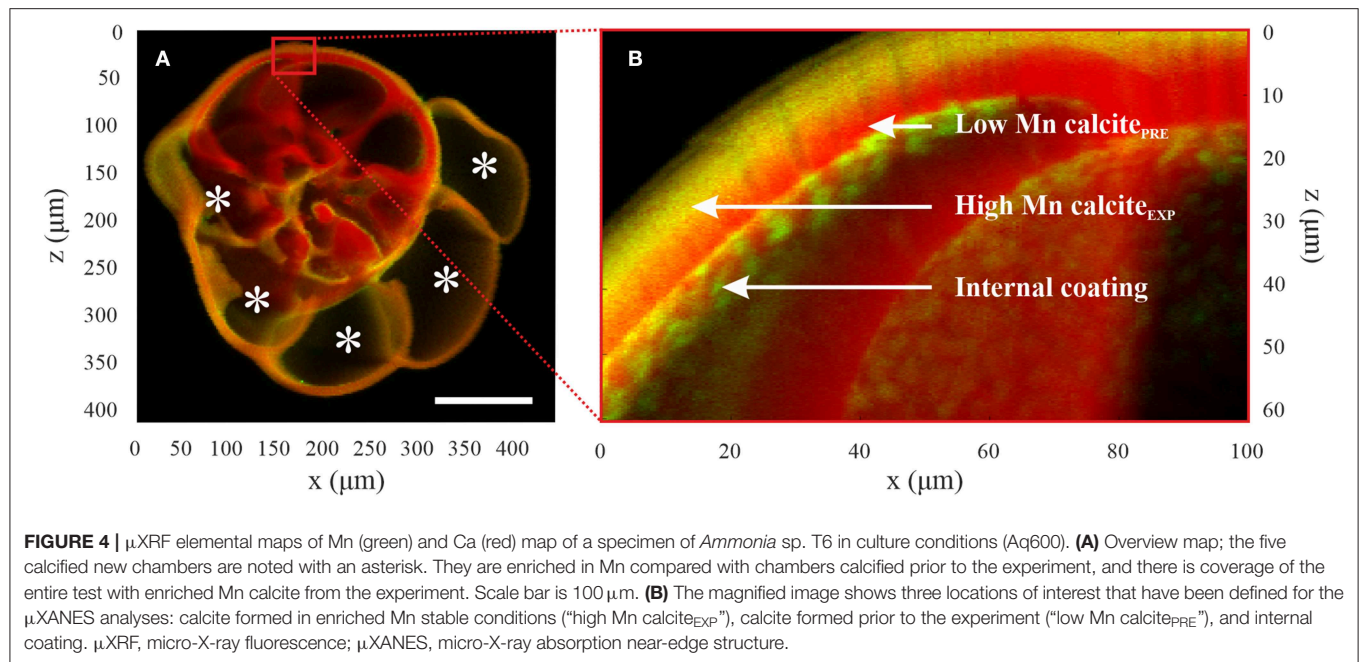 A
0
50
100
150
200
250
300
350
400
z (μm)
* * * * *
0 50 100 150 200 250 300 350 400
x (μm)
B
Low Mn calcitePRE
High Mn calciteEXP
Internal coating
0
10
20
30
40
50
60
z (μm)
0 20 40 60 80 100
x (μm)
FIGURE 4 | μXRF elemental maps of Mn (green) and Ca (red) map of a specimen of Ammonia sp. T6 in culture conditions (Aq600). (A) Overview map; the five
calcified new chambers are noted with an asterisk. They are enriched in Mn compared with chambers calcified prior to the experiment, and there is coverage of the
entire test with enriched Mn calcite from the experiment. Scale bar is 100 μm. (B) The magnified image shows three locations of interest that have been defined for the
μXANES analyses: calcite formed in enriched Mn stable conditions (“high Mn calciteEXP”), calcite formed prior to the experiment (“low Mn calcitePRE”), and internal
coating. μXRF, micro-X-ray fluorescence; μXANES, micro-X-ray absorption near-edge structure.